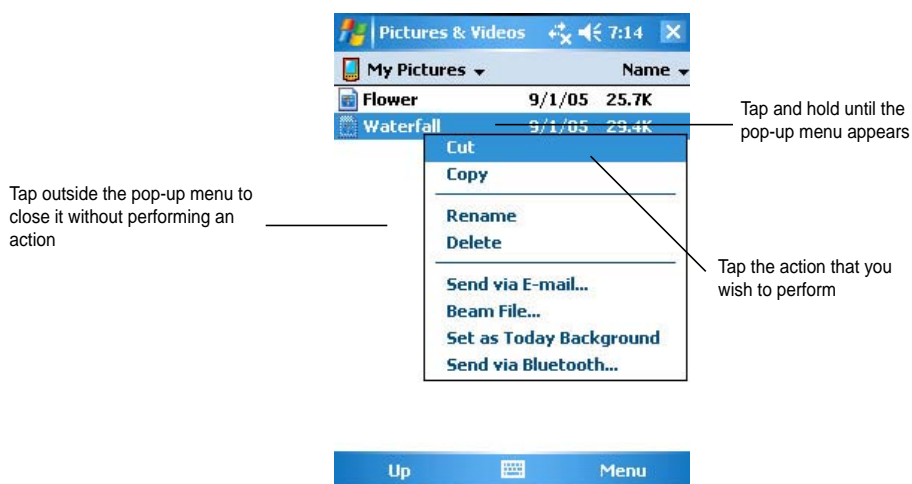 Pictures & Videos 7:14
My Pictures Name
Flower 9/1/05 25.7K
Waterfall 9/1/05 29.4K
Cut
Copy
Rename
Delete
Send via E-mail...
Beam File...
Set as Today Background
Send via Bluetooth...
Up Menu
Tap and hold until the
pop-up menu appears
Tap outside the pop-up menu to
close it without performing an
action
Tap the action that you
wish to perform